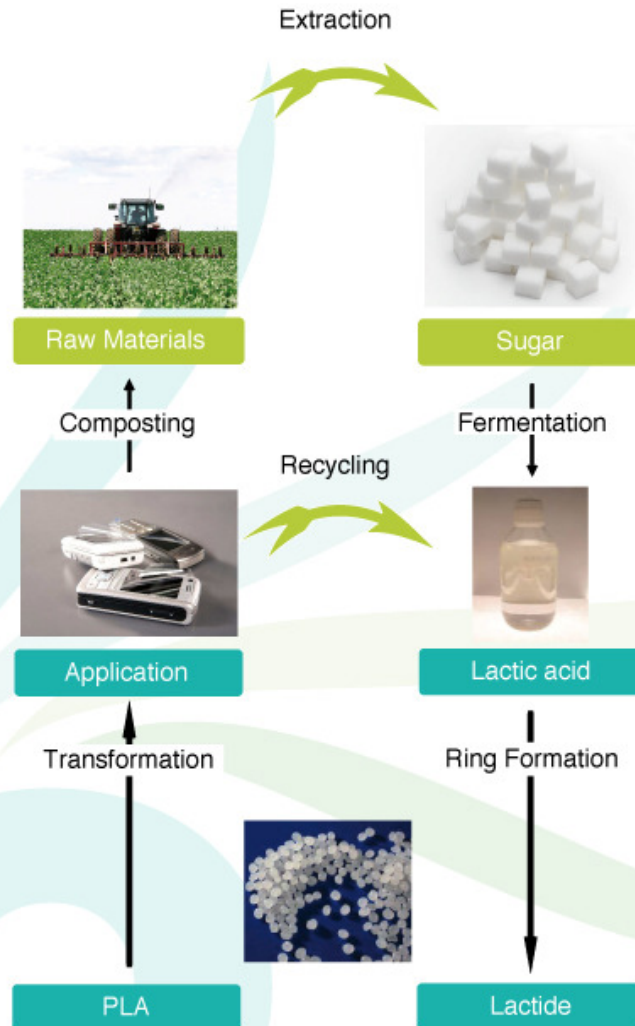 Extraction
Raw Materials
Sugar
Composting
Fermentation
Recycling
Application
Lactic acid
Transformation
Ring Formation
PLA
Lactide